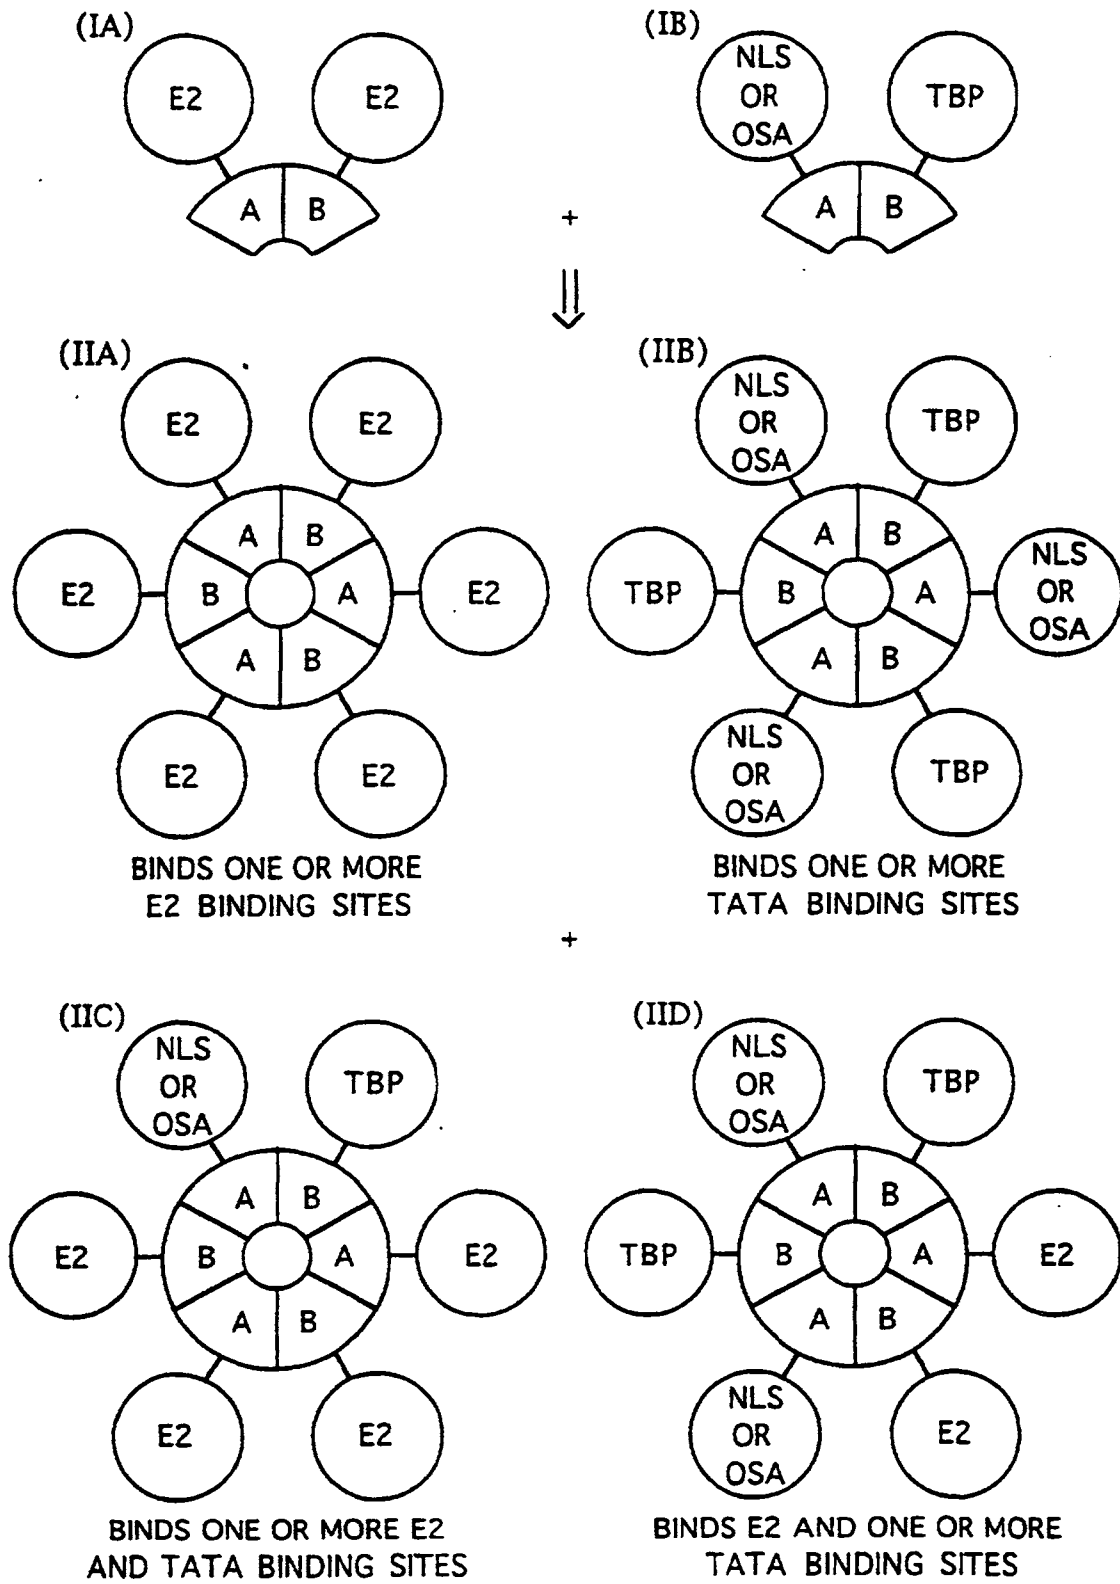 (IA)
E2
E2
A
B
+
(IB)
NLS
OR
OSA
TBP
A
B
(IIA)
E2
E2
A
B
E2
B
A
E2
A
B
E2
E2
BINDS ONE OR MORE
E2 BINDING SITES
(IIB)
NLS
OR
OSA
TBP
A
B
TBP
B
A
NLS
OR
OSA
A
B
NLS
OR
OSA
TBP
BINDS ONE OR MORE
TATA BINDING SITES
+
(IIC)
NLS
OR
OSA
TBP
A
B
E2
B
A
E2
A
B
E2
E2
BINDS ONE OR MORE E2
AND TATA BINDING SITES
(IID)
NLS
OR
OSA
TBP
A
B
TBP
B
A
E2
A
B
NLS
OR
OSA
E2
BINDS E2 AND ONE OR MORE
TATA BINDING SITES